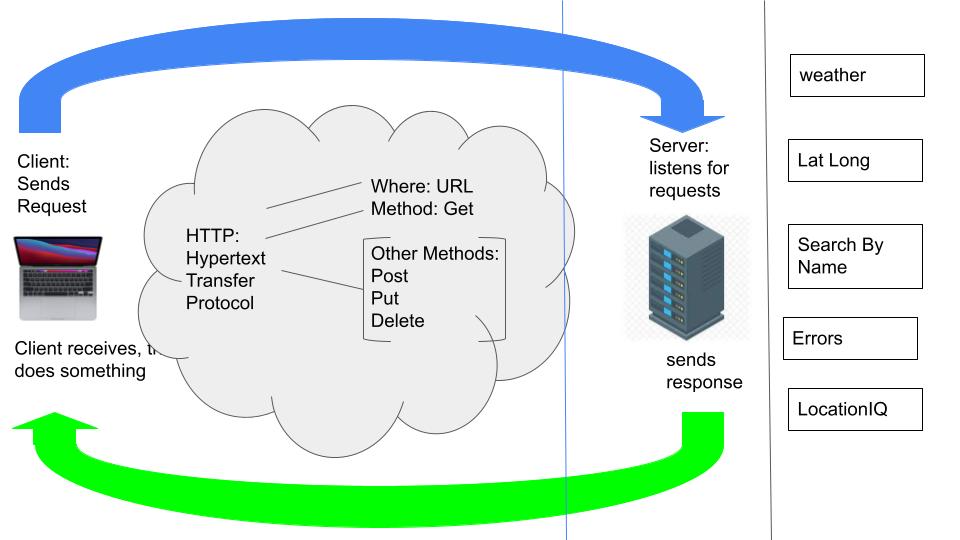 Client:
Sends
Request
Client receives,
does something
HTTP:
Hypertext
Transfer
Protocol
Where: URL
Method: Get
Other Methods:
Post
Put
Delete
Server:
listens for
requests
sends
response
weather
Lat Long
Search By
Name
Errors
LocationIQ